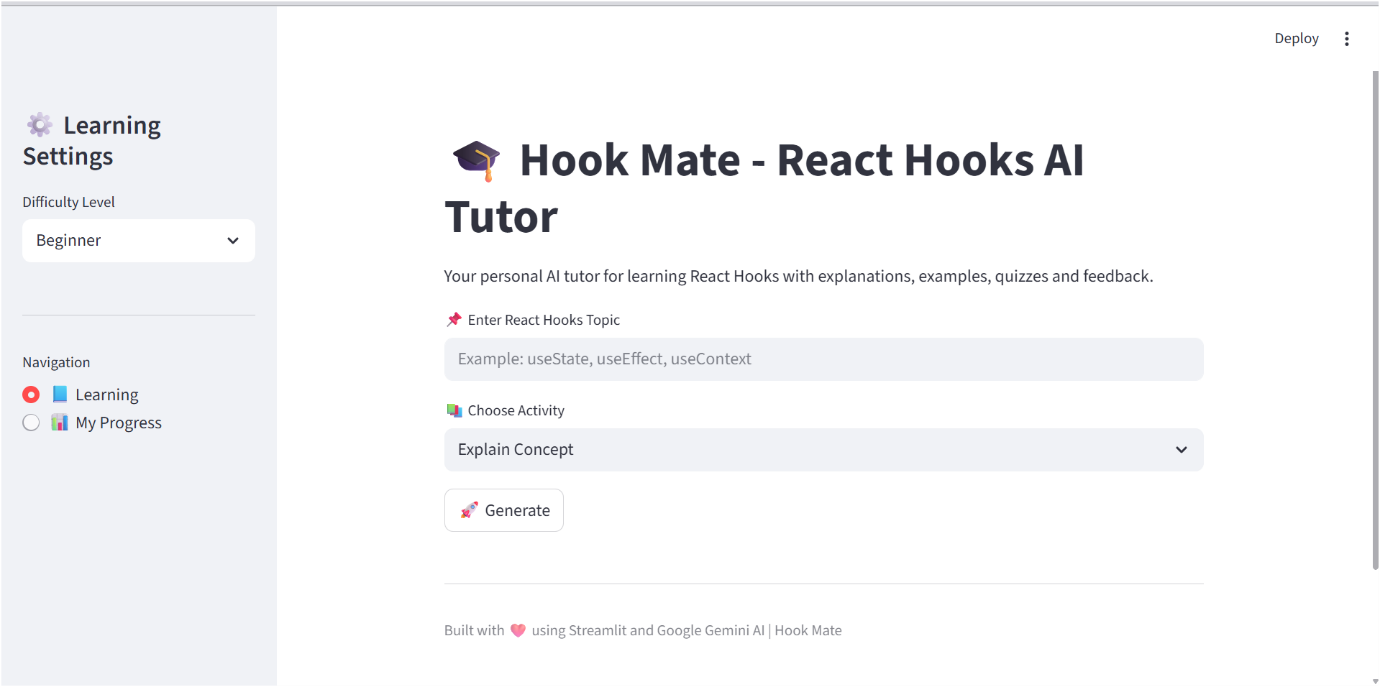 Deploy
Learning
Settings
Difficulty Level
Beginner
Navigation
Learning
My Progress
Hook Mate - React Hooks AI
Tutor
Your personal AI tutor for learning React Hooks with explanations, examples, quizzes and feedback.
Enter React Hooks Topic
Example: useState, useEffect, useContext
Choose Activity
Explain Concept
Generate
Built with ❤️ using Streamlit and Google Gemini AI | Hook Mate